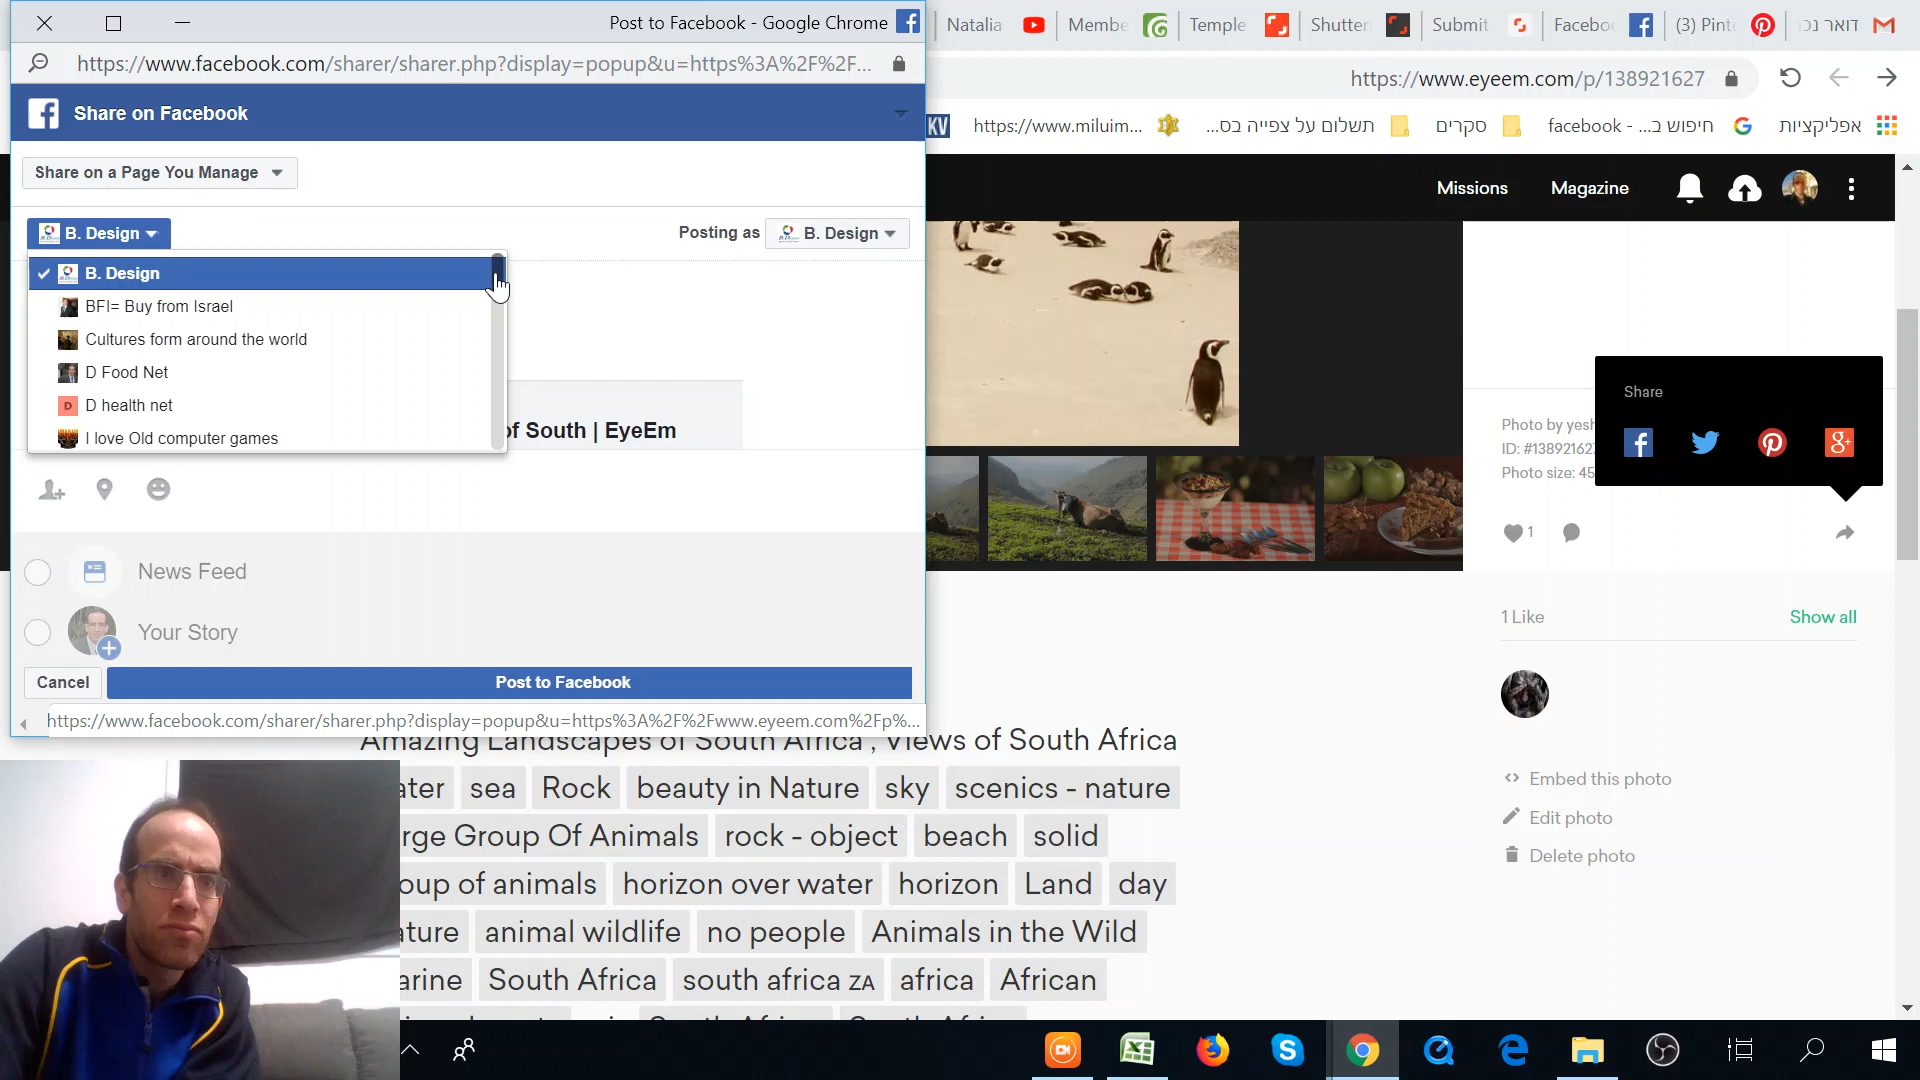 Post to Facebook - Google Chrome
https://www.facebook.com/sharer/sharer.php?display=popup&u=https%3A%2F%2F...
Share on Facebook
Share on a Page You Manage
B. Design
Posting as
B. Design
B. Design
BFI= Buy from Israel
Cultures form around the world
D Food Net
D
D health net
I love Old computer games
of South | EyeEm
News Feed
Your Story
Cancel
Post to Facebook
https://www.facebook.com/sharer/sharer.php?display=popup&u=https%3A%2F%2Fwww.eyeem.com%2Fp%...
Natalia
Membe
Temple
Shutter
Submit
Facebo
(3) Pint
דואר נכנ
https://www.eyeem.com/p/138921627
KV
https://www.miluim...
תשלום על צפייה בס...
סקרים
חיפוש ב... - facebook
אפליקציות
Missions
Magazine
Photo by yesh
ID: #13892162
Photo size: 45
Share
1
1 Like
Show all
Embed this photo
Edit photo
Delete photo
Amazing Landscapes of South Africa , Views of South Africa
ater sea Rock beauty in Nature sky scenics - nature
rge Group Of Animals rock - object beach solid
oup of animals horizon over water horizon Land day
ature animal wildlife no people Animals in the Wild
arine South Africa south africa ZA africa African